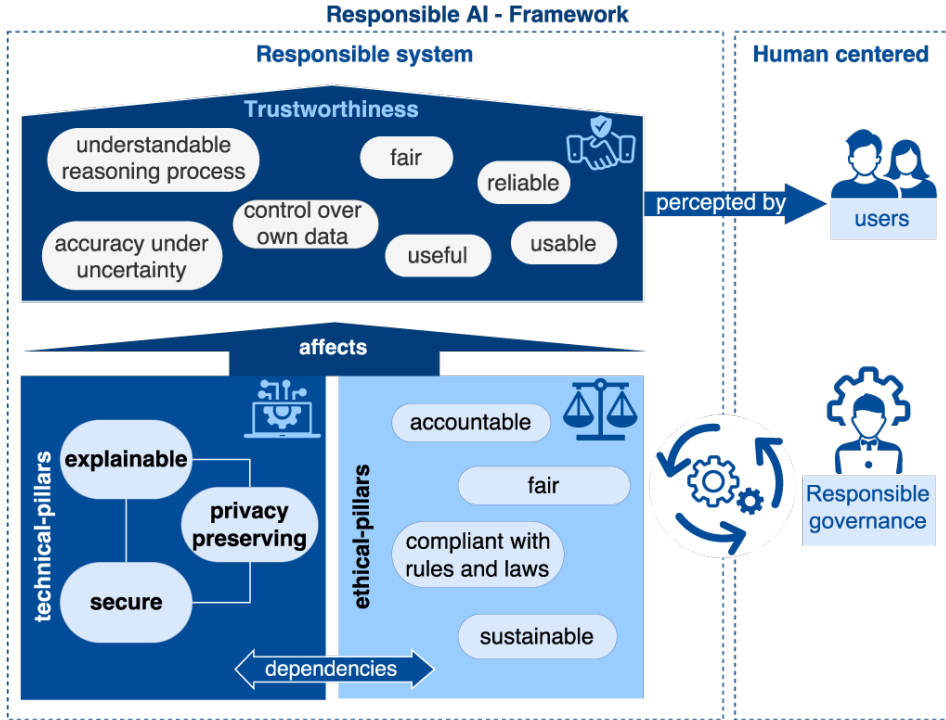 Responsible AI - Framework
Responsible system
Human centered
Trustworthiness
understandable
reasoning process
fair
reliable
control over
own data
accuracy under
uncertainty
useful
usable
percepted by
users
affects
technical-pillars
explainable
privacy
preserving
secure
ethical-pillars
accountable
fair
compliant with
rules and laws
sustainable
dependencies
Responsible
governance